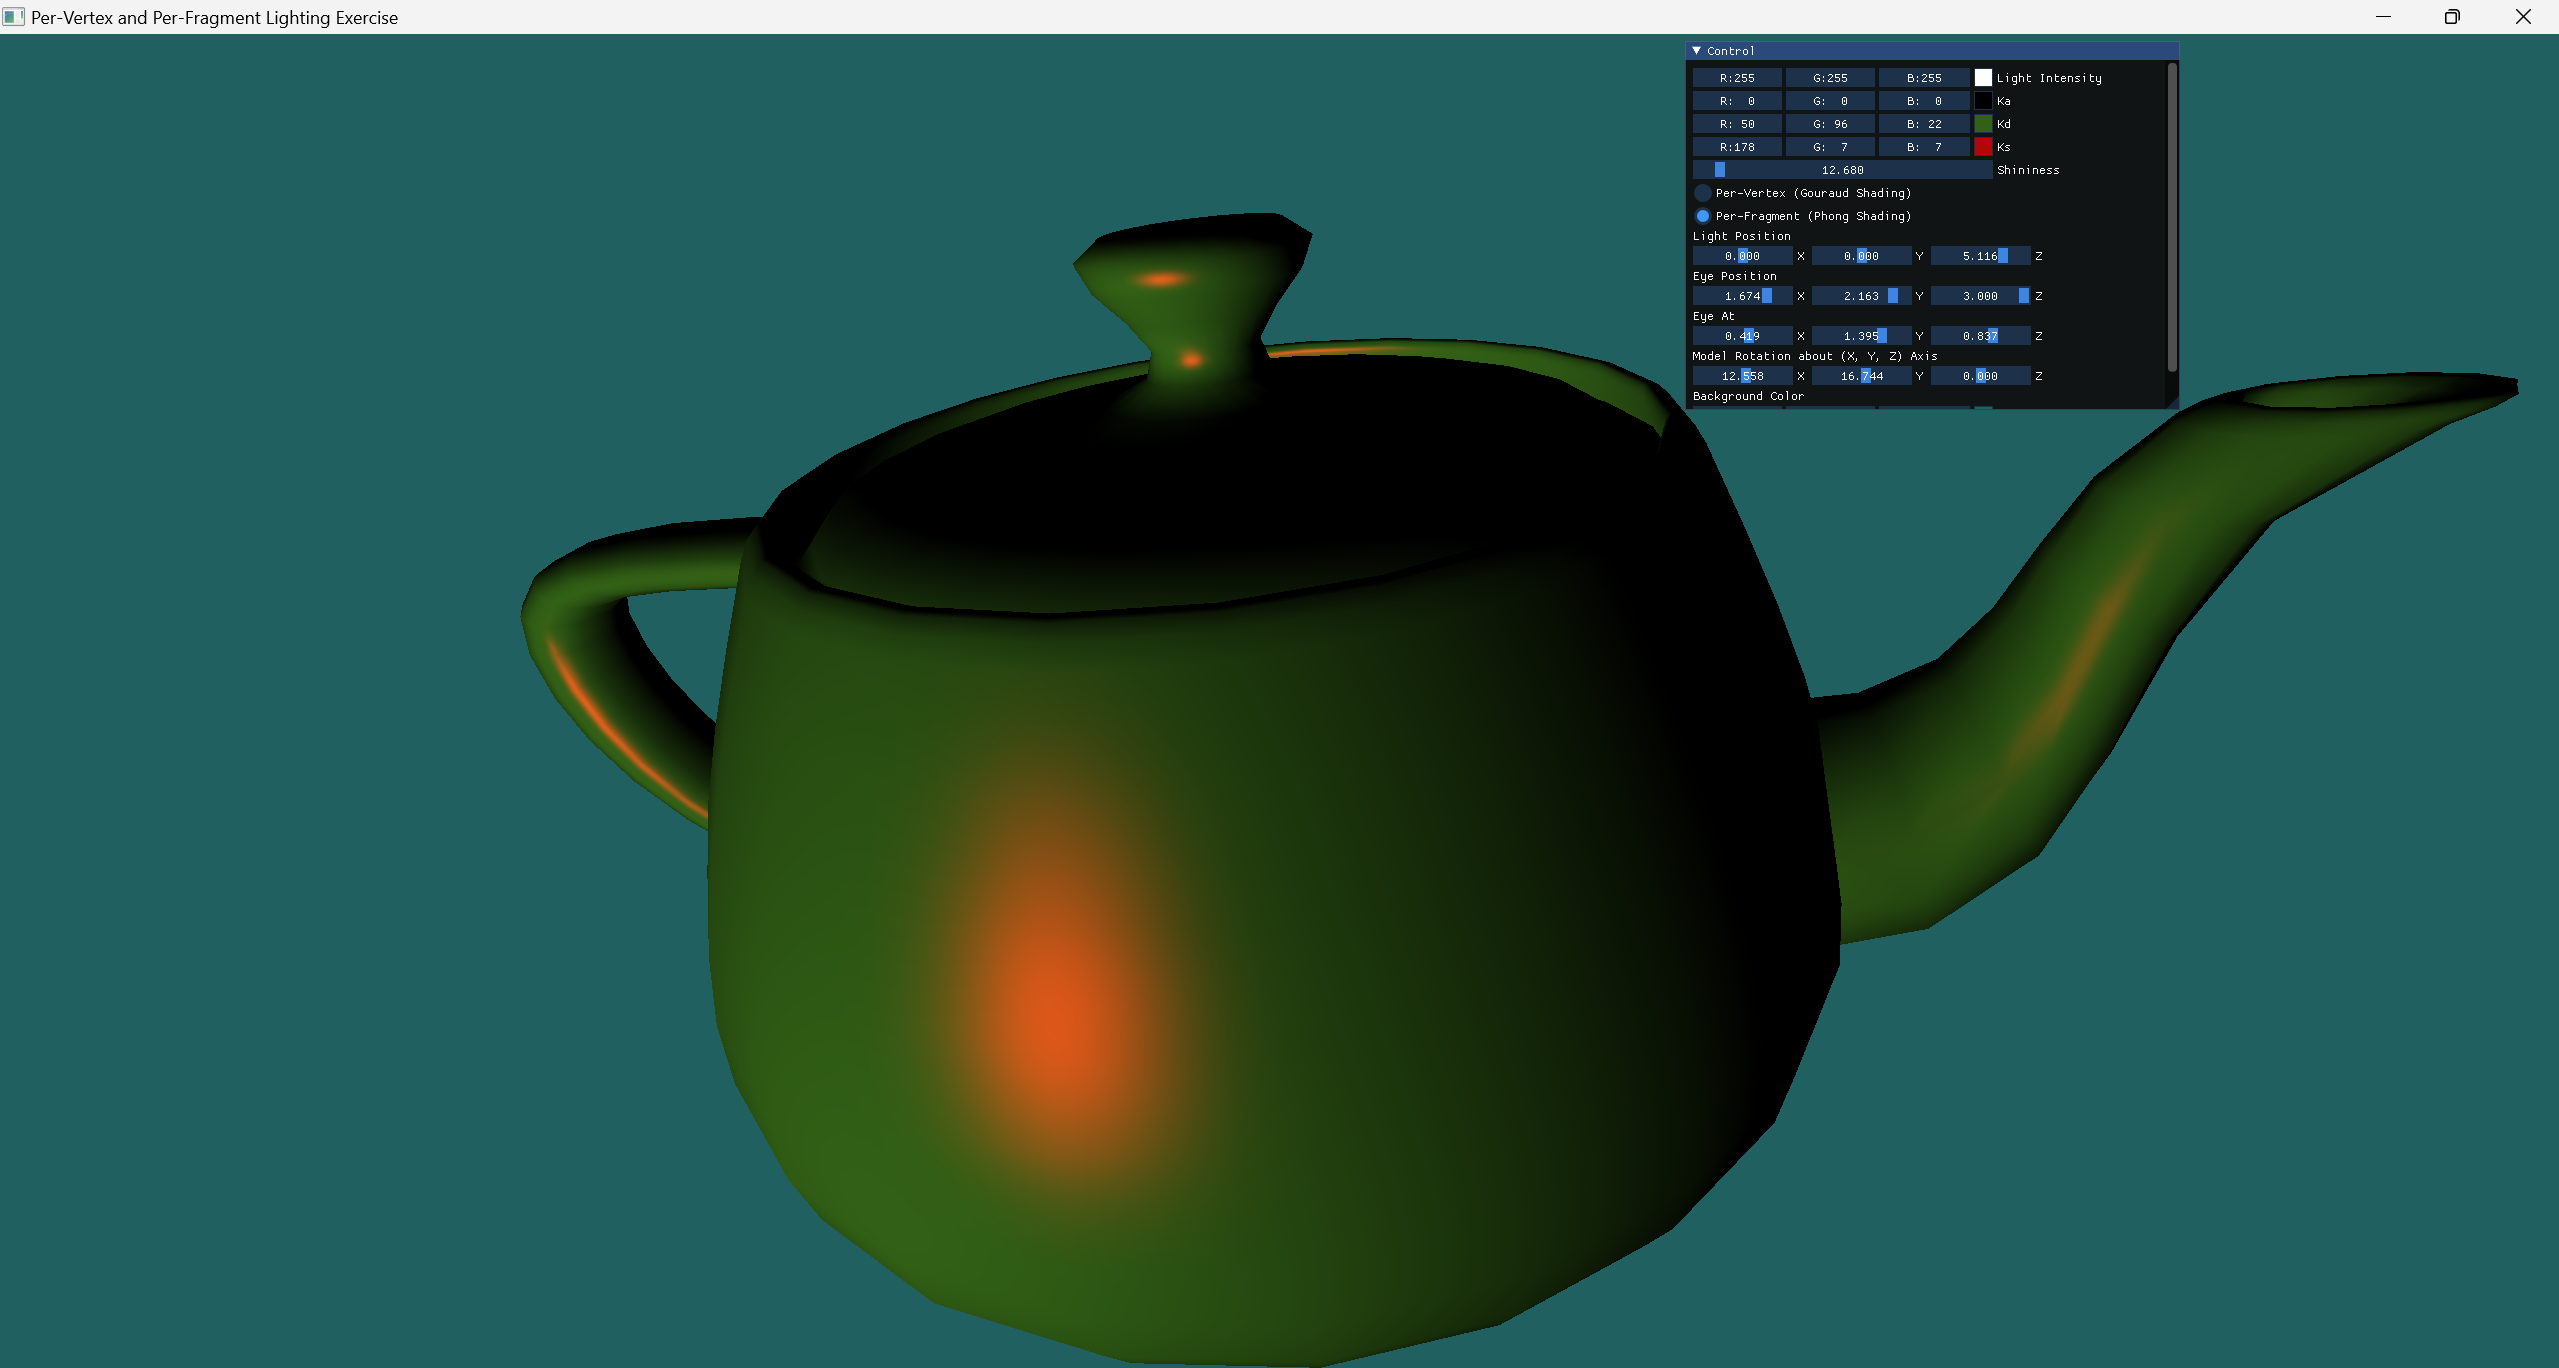 Per-Vertex and Per-Fragment Lighting Exercise
Control
R:255 G:255 B:255 Light Intensity
R: 0 G: 0 B: 0 Ka
R: 50 G: 96 B: 22 Kd
R:178 G: 7 B: 7 Ks
12.680 Shininess
Per-Vertex (Gouraud Shading)
Per-Fragment (Phong Shading)
Light Position
0.000 X 0.000 Y 5.116 Z
Eye Position
1.674 X 2.163 Y 3.000 Z
Eye At
0.419 X 1.395 Y 0.837 Z
Model Rotation about (X, Y, Z) Axis
12.558 X 16.744 Y 0.000 Z
Background Color